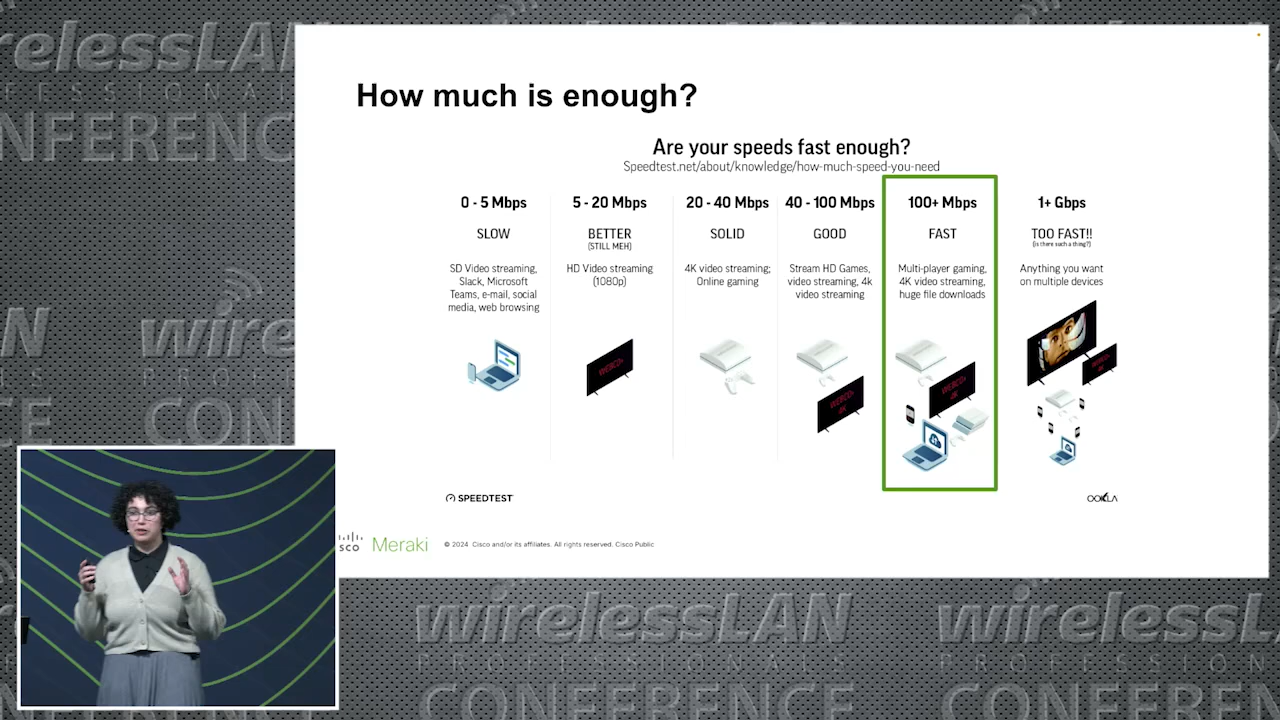 How much is enough?
Are your speeds fast enough?
Speedtest.net/about/knowledge/how-much-speed-you-need
0 - 5 Mbps
SLOW
SD Video streaming,
Slack, Microsoft
Teams, e-mail, social
media, web browsing
5 - 20 Mbps
BETTER
(STILL MEH)
HD Video streaming
(1080p)
20 - 40 Mbps
SOLID
4K video streaming;
Online gaming
40 - 100 Mbps
GOOD
Stream HD Games,
video streaming, 4k
video streaming
100+ Mbps
FAST
Multi-player gaming,
4K video streaming,
huge file downloads
1+ Gbps
TOO FAST!!
(is there such a thing?)
Anything you want
on multiple devices
SPEEDTEST
OOKLA
sco Meraki
© 2024 Cisco and/or its affiliates. All rights reserved. Cisco Public
wirelessLAN
PROFESSIONALS
CONFERENCE